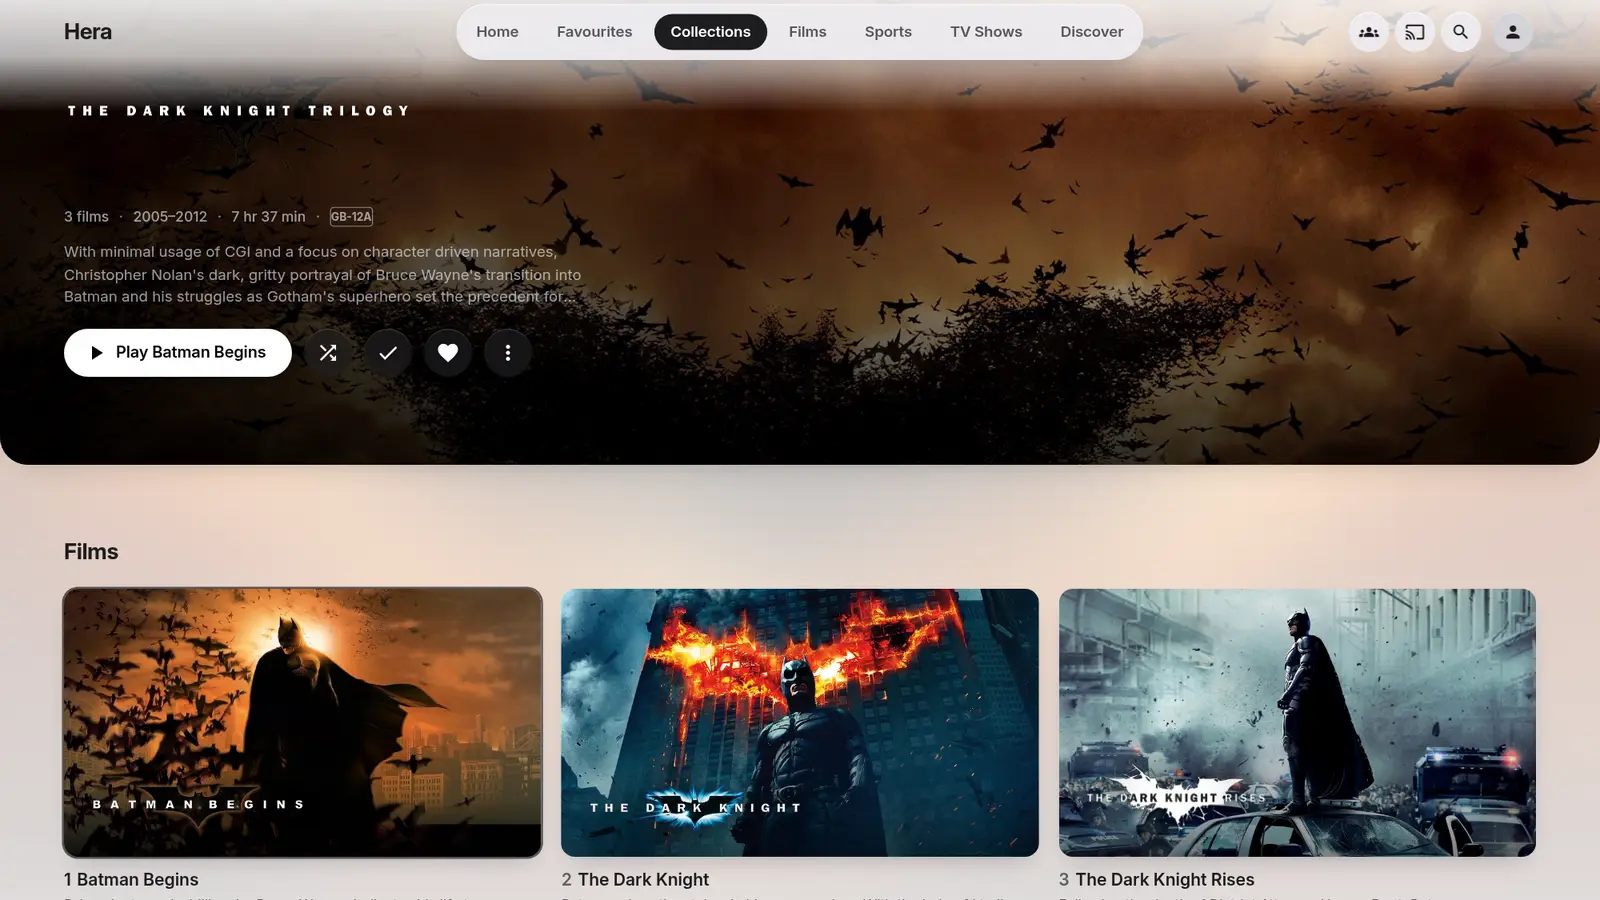 Hera
Home
Favourites
Collections
Films
Sports
TV Shows
Discover
THE DARK KNIGHT TRILOGY
3 films · 2005–2012 · 7 hr 37 min · GB-12A
With minimal usage of CGI and a focus on character driven narratives,
Christopher Nolan's dark, gritty portrayal of Bruce Wayne's transition into
Batman and his struggles as Gotham's superhero set the precedent for...
Play Batman Begins
Films
BATMAN BEGINS
THE DARK KNIGHT
THE DARK KNIGHT RISES
1 Batman Begins
2 The Dark Knight
3 The Dark Knight Rises